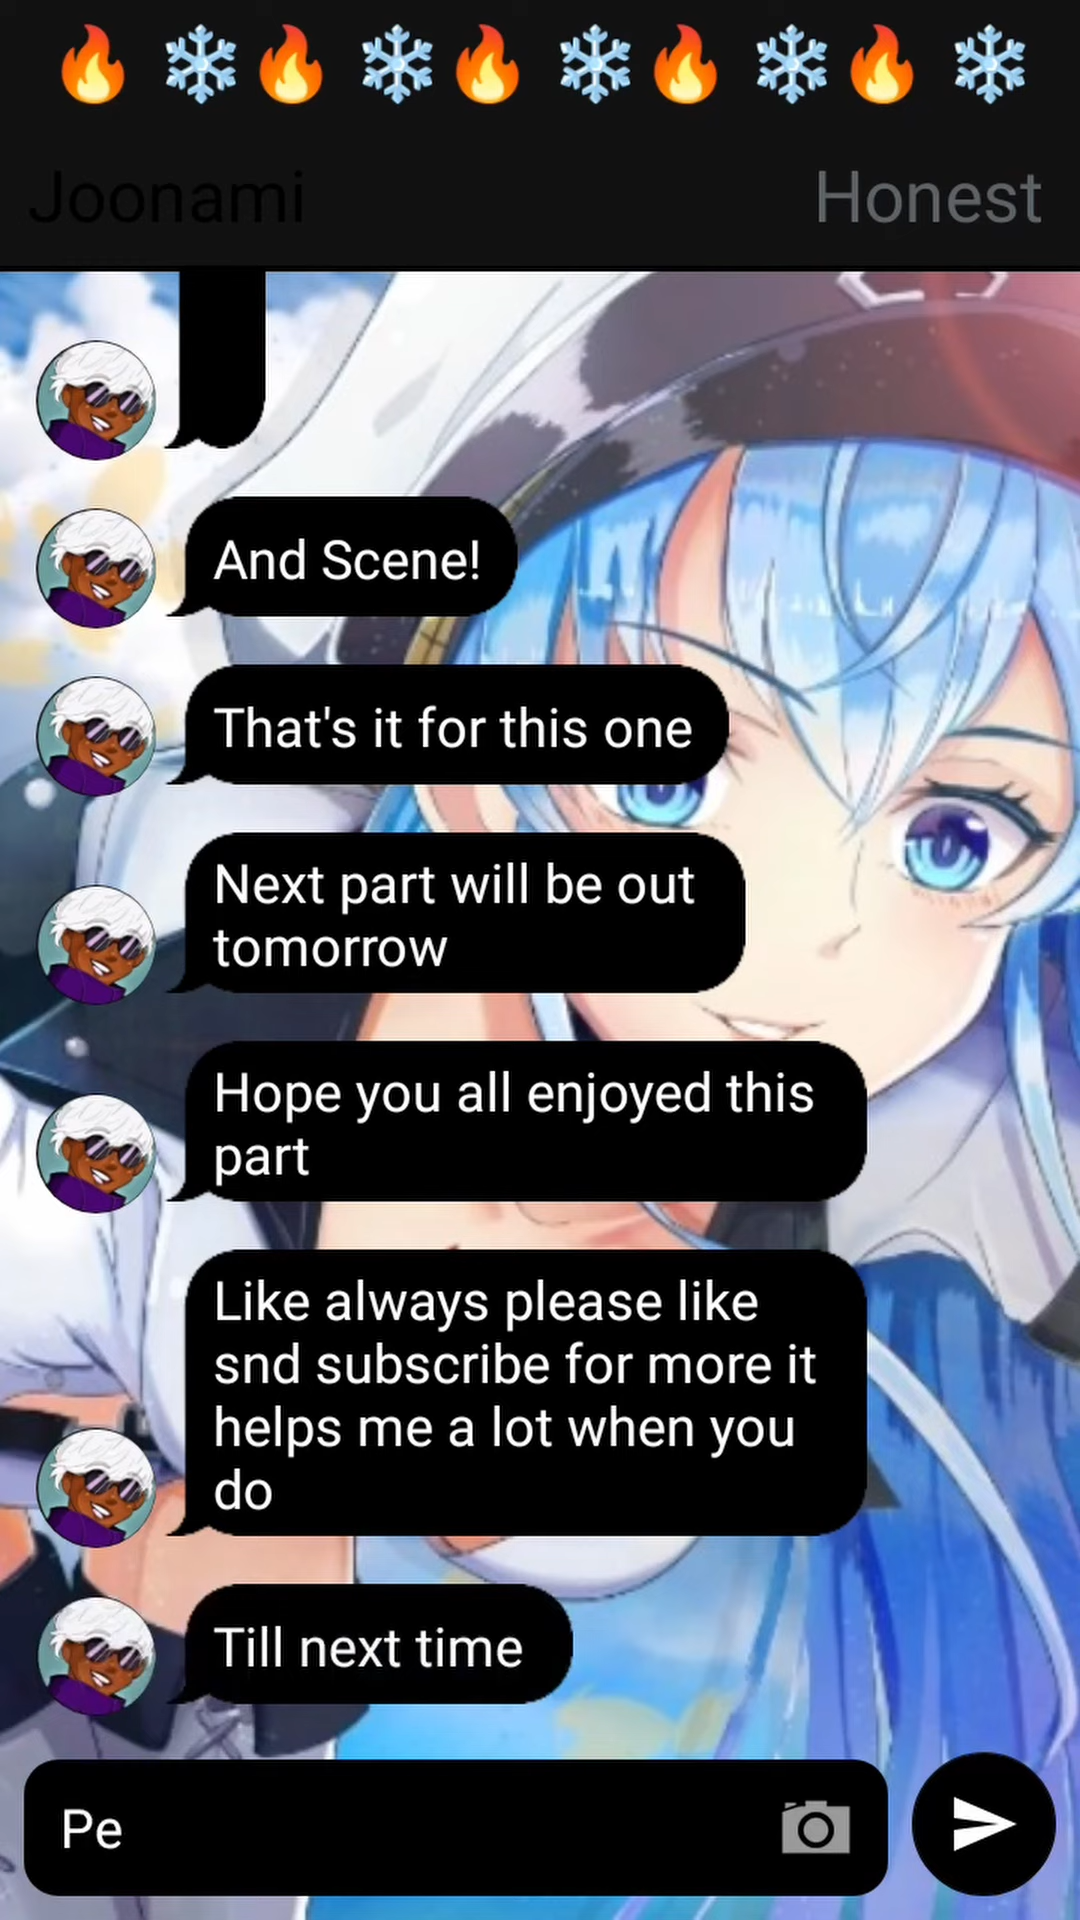 🔥 ❄️🔥 ❄️🔥 ❄️🔥 ❄️🔥 ❄️
Joonami
Honest
And Scene!
That's it for this one
Next part will be out
tomorrow
Hope you all enjoyed this
part
Like always please like
snd subscribe for more it
helps me a lot when you
do
Till next time
Pe